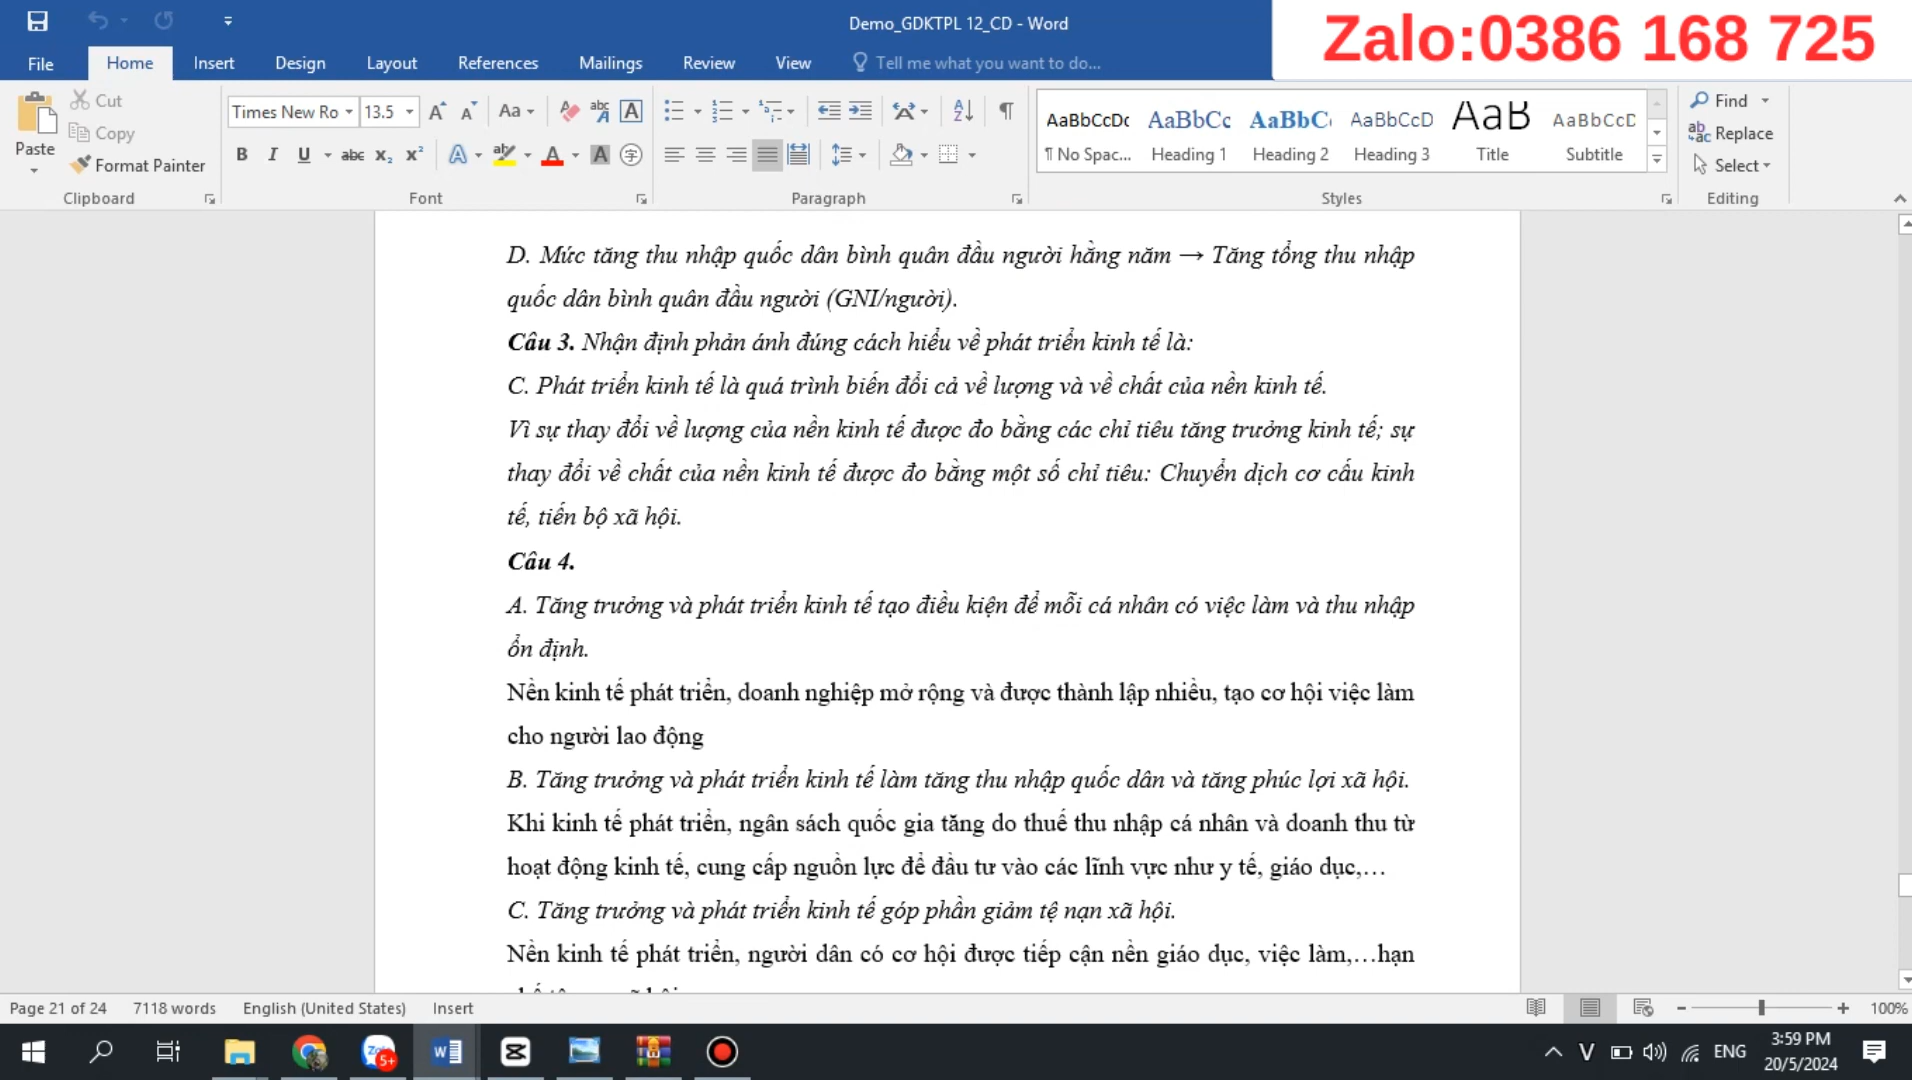 Demo_GDKTPL 12_CD - Word
Zalo:0386 168 725
File Home Insert Design Layout References Mailings Review View Tell me what you want to do...
Cut
Copy
Format Painter
Paste
Clipboard
Times New Ro 13.5
Font
Paragraph
AaBbCcDc AaBbCc AaBbC AaBbCcD AaB AaBbCcD
¶ No Spac... Heading 1 Heading 2 Heading 3 Title Subtitle
Styles
Find
Replace
Select
Editing
D. Mức tăng thu nhập quốc dân bình quân đầu người hằng năm → Tăng tổng thu nhập
quốc dân bình quân đầu người (GNI/người).
Câu 3. Nhận định phản ánh đúng cách hiểu về phát triển kinh tế là:
C. Phát triển kinh tế là quá trình biến đổi cả về lượng và về chất của nền kinh tế.
Vì sự thay đổi về lượng của nền kinh tế được đo bằng các chỉ tiêu tăng trưởng kinh tế; sự
thay đổi về chất của nền kinh tế được đo bằng một số chỉ tiêu: Chuyển dịch cơ cấu kinh
tế, tiến bộ xã hội.
Câu 4.
A. Tăng trưởng và phát triển kinh tế tạo điều kiện để mỗi cá nhân có việc làm và thu nhập
ổn định.
Nền kinh tế phát triển, doanh nghiệp mở rộng và được thành lập nhiều, tạo cơ hội việc làm
cho người lao động
B. Tăng trưởng và phát triển kinh tế làm tăng thu nhập quốc dân và tăng phúc lợi xã hội.
Khi kinh tế phát triển, ngân sách quốc gia tăng do thuế thu nhập cá nhân và doanh thu từ
hoạt động kinh tế, cung cấp nguồn lực để đầu tư vào các lĩnh vực như y tế, giáo dục,…
C. Tăng trưởng và phát triển kinh tế góp phần giảm tệ nạn xã hội.
Nền kinh tế phát triển, người dân có cơ hội được tiếp cận nền giáo dục, việc làm,…hạn
Page 21 of 24 7118 words English (United States) Insert 100%
ENG
3:59 PM
20/5/2024